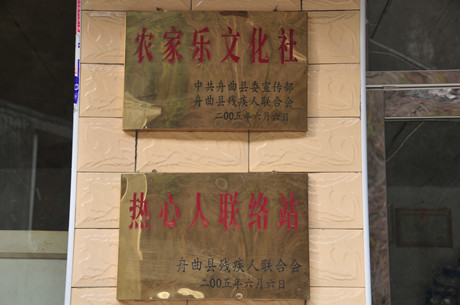 农家乐文化社
中共舟曲县委宣传部
舟曲县残疾人联合会
二00五年六月六日
热心人联络站
舟曲县残疾人联合会
二00五年六月六日